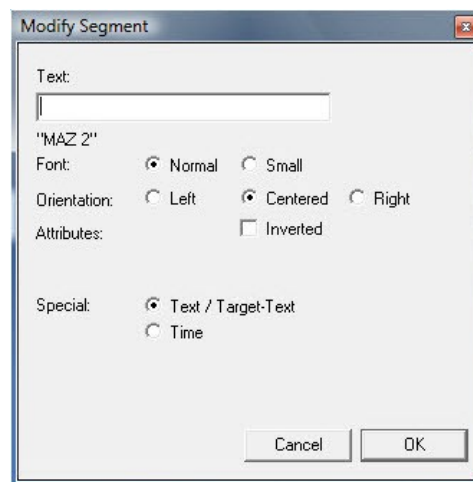 Modify Segment
Text:
"MAZ 2"
Font: Normal Small
Orientation: Left Centered Right
Attributes: Inverted
Special: Text / Target-Text
Time
Cancel OK